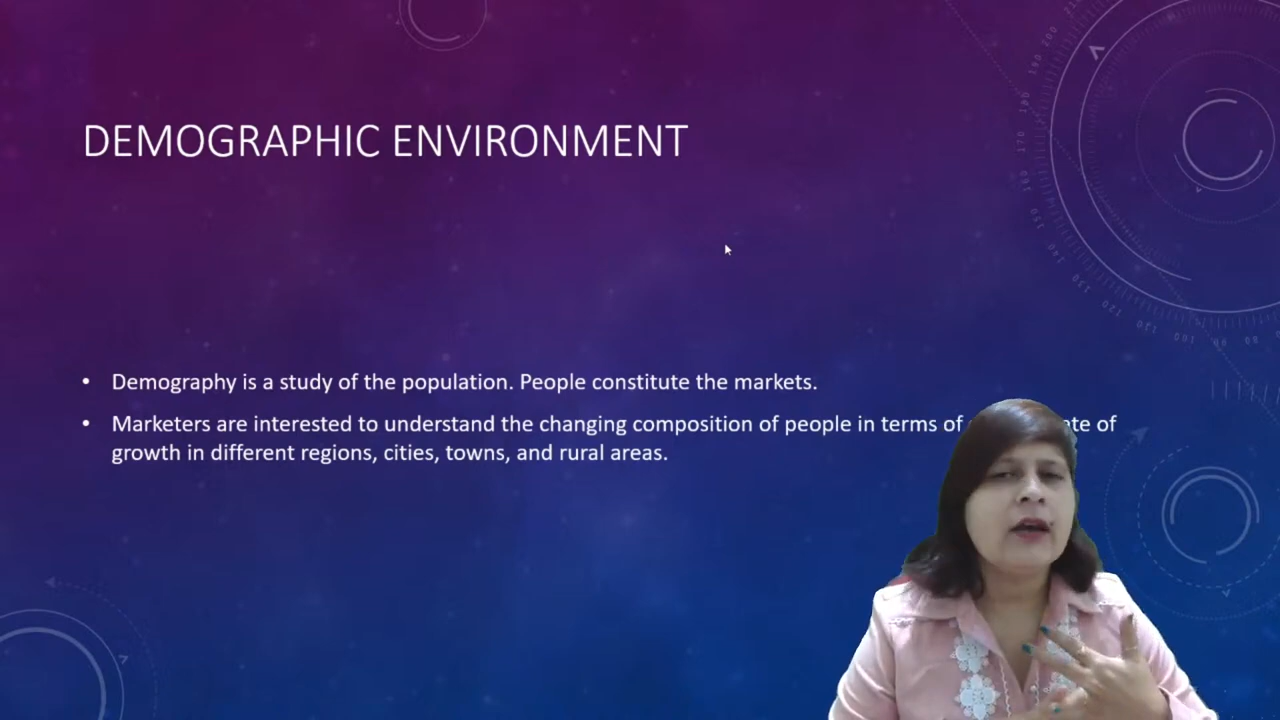 DEMOGRAPHIC ENVIRONMENT
• Demography is a study of the population. People constitute the markets.
• Marketers are interested to understand the changing composition of people in terms of of
growth in different regions, cities, towns, and rural areas.